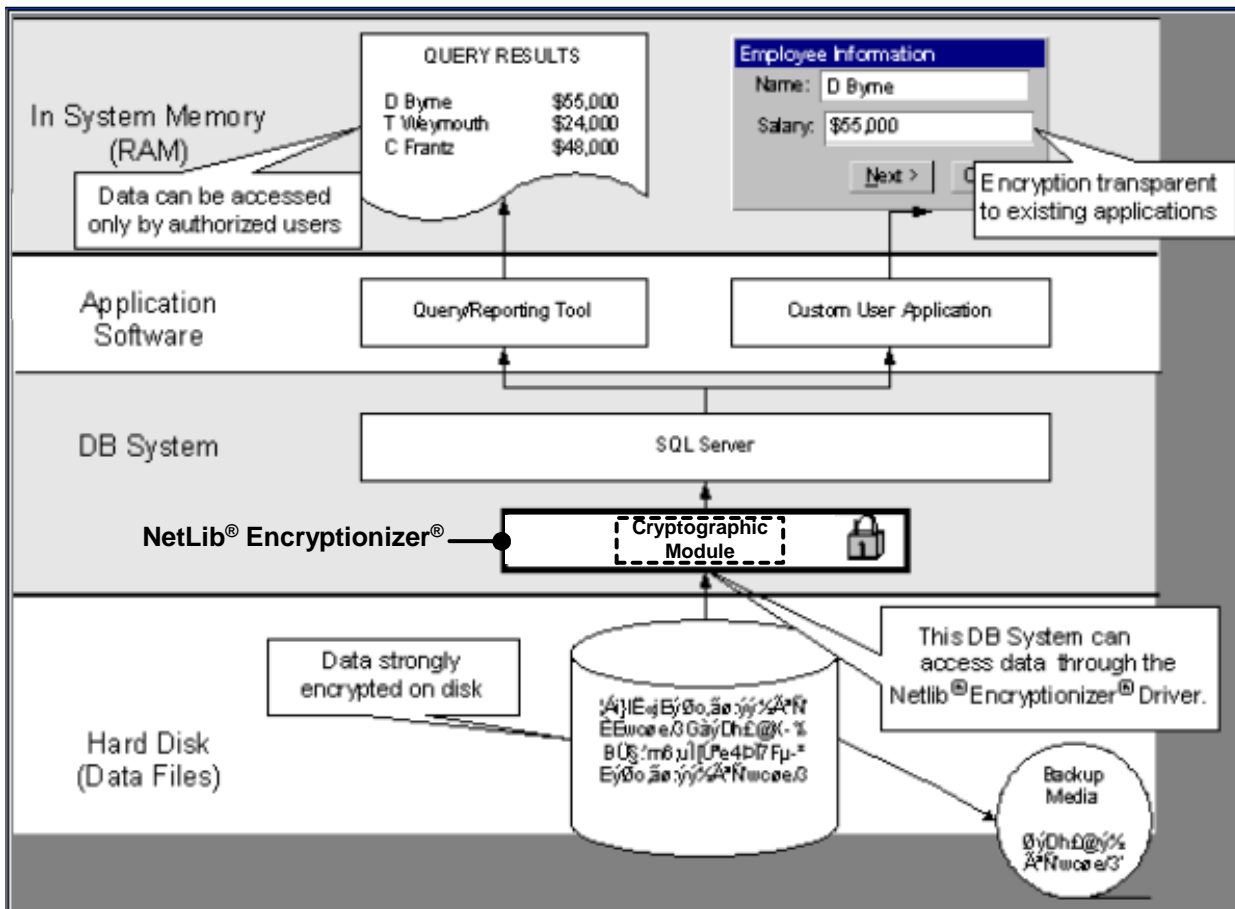 QUERY RESULTS
D Byrne $55,000
T Weymouth $24,000
C Frantz $48,000
Employee Information
Name: D Byrne
Salary: $55,000
Next >
In System Memory
(RAM)
Data can be accessed
only by authorized users
Encryption transparent
to existing applications
Application
Software
Query/Reporting Tool
Custom User Application
DB System
SQL Server
NetLib® Encryptionizer®
Cryptographic
Module
This DB System can
access data through the
Netlib® Encryptionizer® Driver.
Data strongly
encrypted on disk
Hard Disk
(Data Files)
Backup
Media